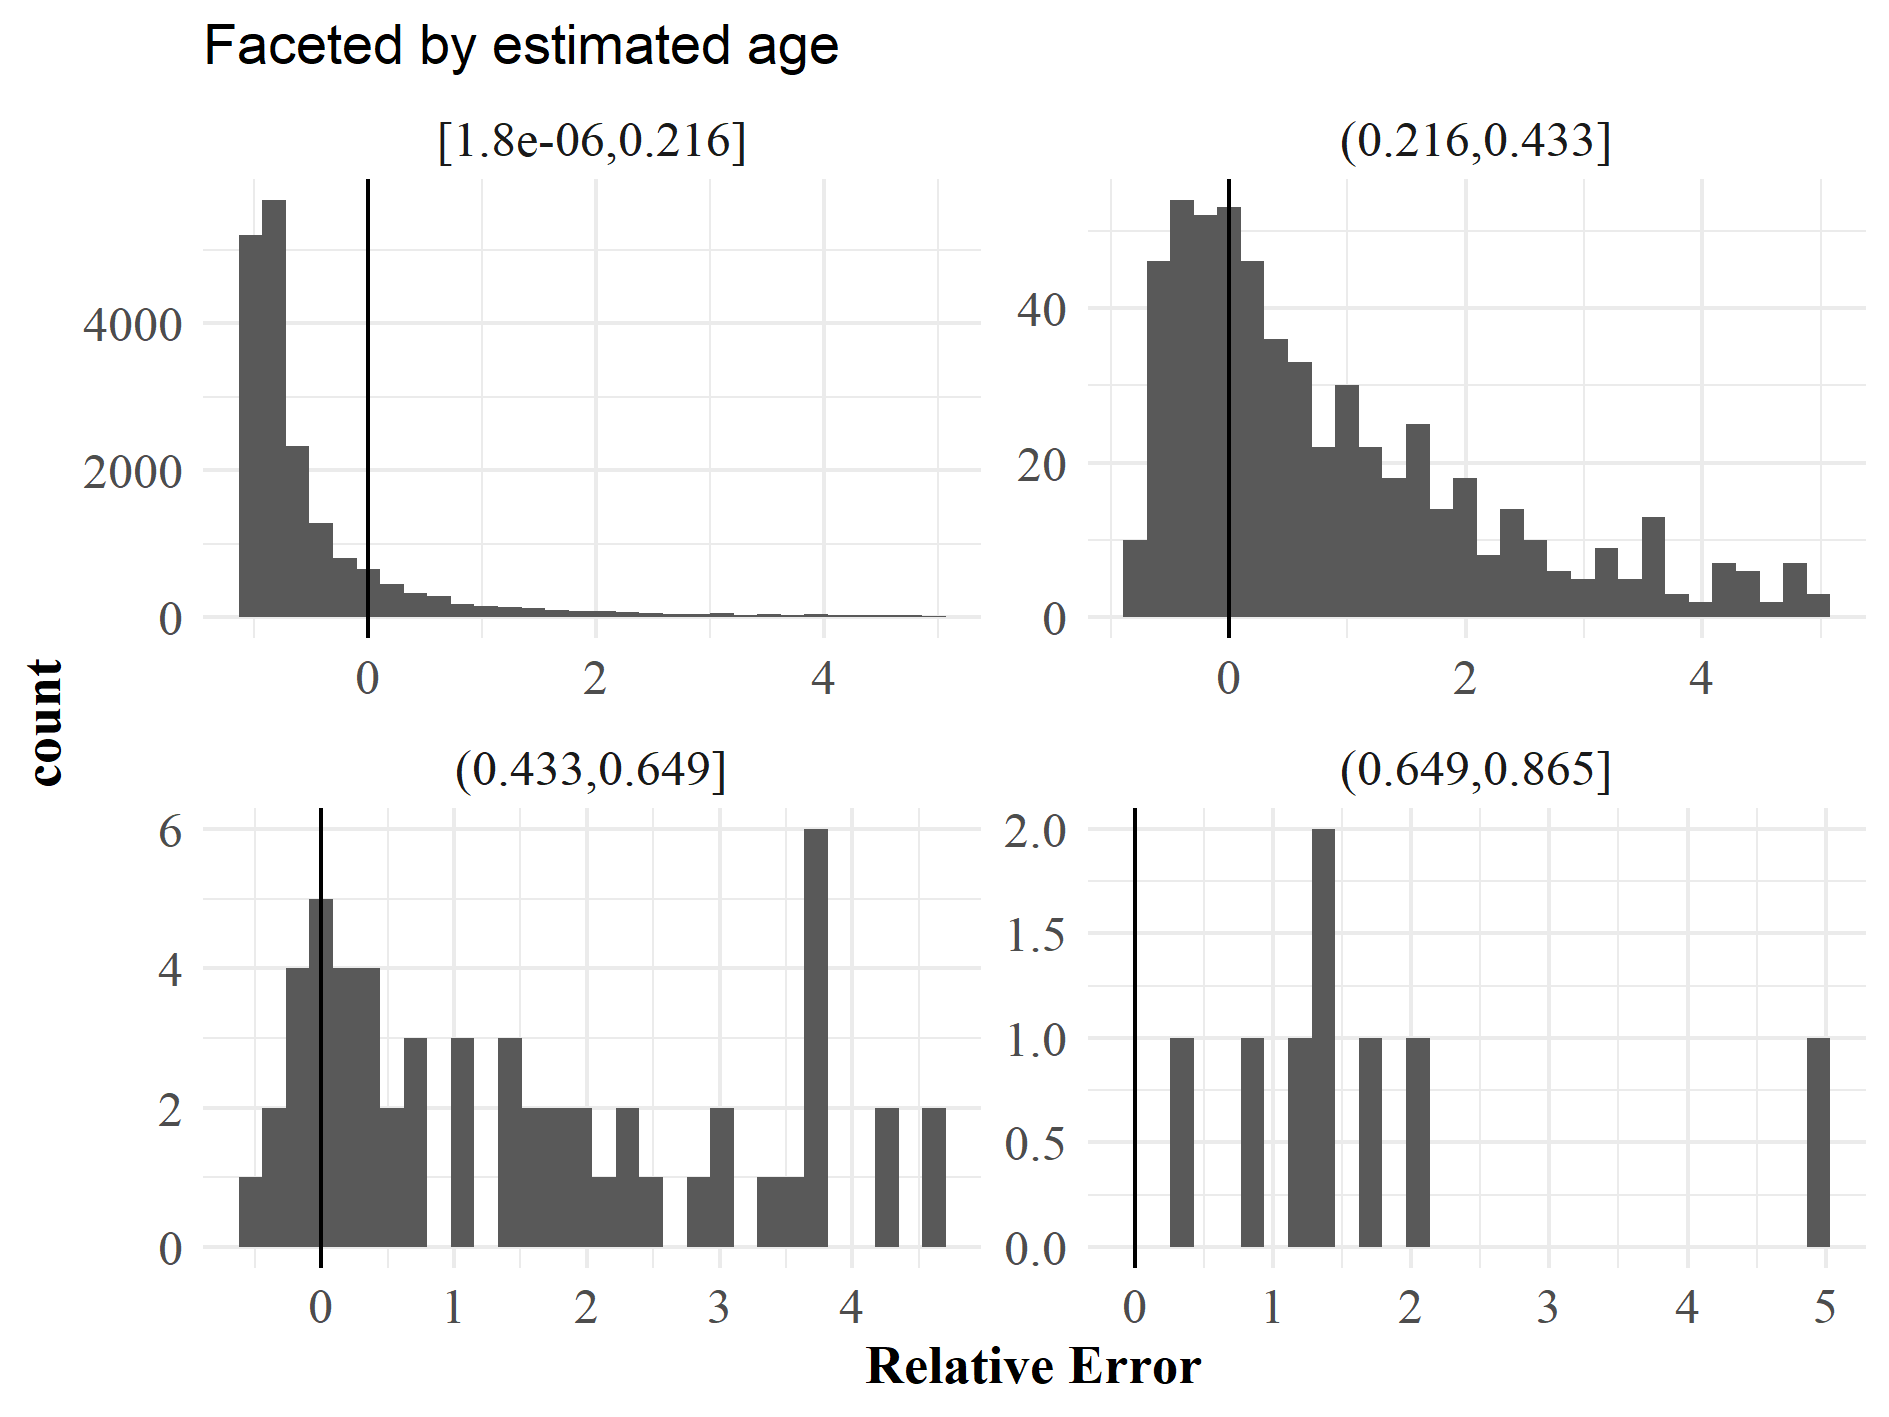 Faceted by estimated age
[1.8e-06,0.216]
(0.216,0.433]
4000
2000
0
40
20
0
0 2 4
0 2 4
count
(0.433,0.649]
(0.649,0.865]
6
4
2
0
2.0
1.5
1.0
0.5
0.0
0 1 2 3 4
0 1 2 3 4 5
Relative Error